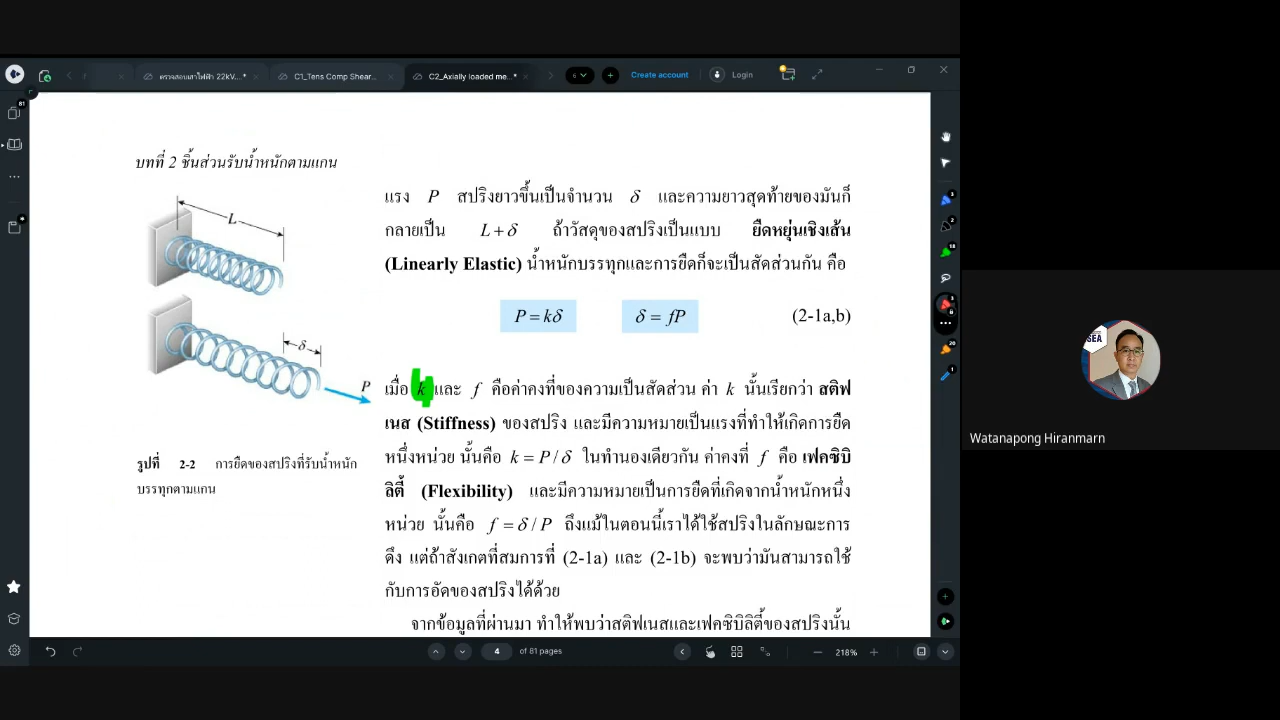 ตรวจสอบเสาไฟฟ้า 22kV...*
C1_Tens Comp Shear...
C2_Axially loaded me...*
6
Create account
Login
81
บทที่ 2 ชิ้นส่วนรับน้ำหนักตามแกน
L
δ
P
รูปที่ 2-2 การยืดของสปริงที่รับน้ำหนัก
บรรทุกตามแกน
แรง P สปริงยาวขึ้นเป็นจำนวน δ และความยาวสุดท้ายของมันก็
กลายเป็น L+δ ถ้าวัสดุของสปริงเป็นแบบ ยืดหยุ่นเชิงเส้น
(Linearly Elastic) น้ำหนักบรรทุกและการยืดก็จะเป็นสัดส่วนกัน คือ
P = kδ δ = fP (2-1a,b)
เมื่อ k และ f คือค่าคงที่ของความเป็นสัดส่วน ค่า k นั้นเรียกว่า สติฟ
เนส (Stiffness) ของสปริง และมีความหมายเป็นแรงที่ทำให้เกิดการยืด
หนึ่งหน่วย นั้นคือ k = P/δ ในทำนองเดียวกัน ค่าคงที่ f คือ เฟคซิบิ
ลิตี้ (Flexibility) และมีความหมายเป็นการยืดที่เกิดจากน้ำหนักหนึ่ง
หน่วย นั้นคือ f = δ/P ถึงแม้ในตอนนี้เราได้ใช้สปริงในลักษณะการ
ดึง แต่ถ้าสังเกตที่สมการที่ (2-1a) และ (2-1b) จะพบว่ามันสามารถใช้
กับการอัดของสปริงได้ด้วย
จากข้อมูลที่ผ่านมา ทำให้พบว่าสติฟเนสและเฟคซิบิลิตี้ของสปริงนั้น
4 of 81 pages
218%
SEA
Watanapong Hiranmarn